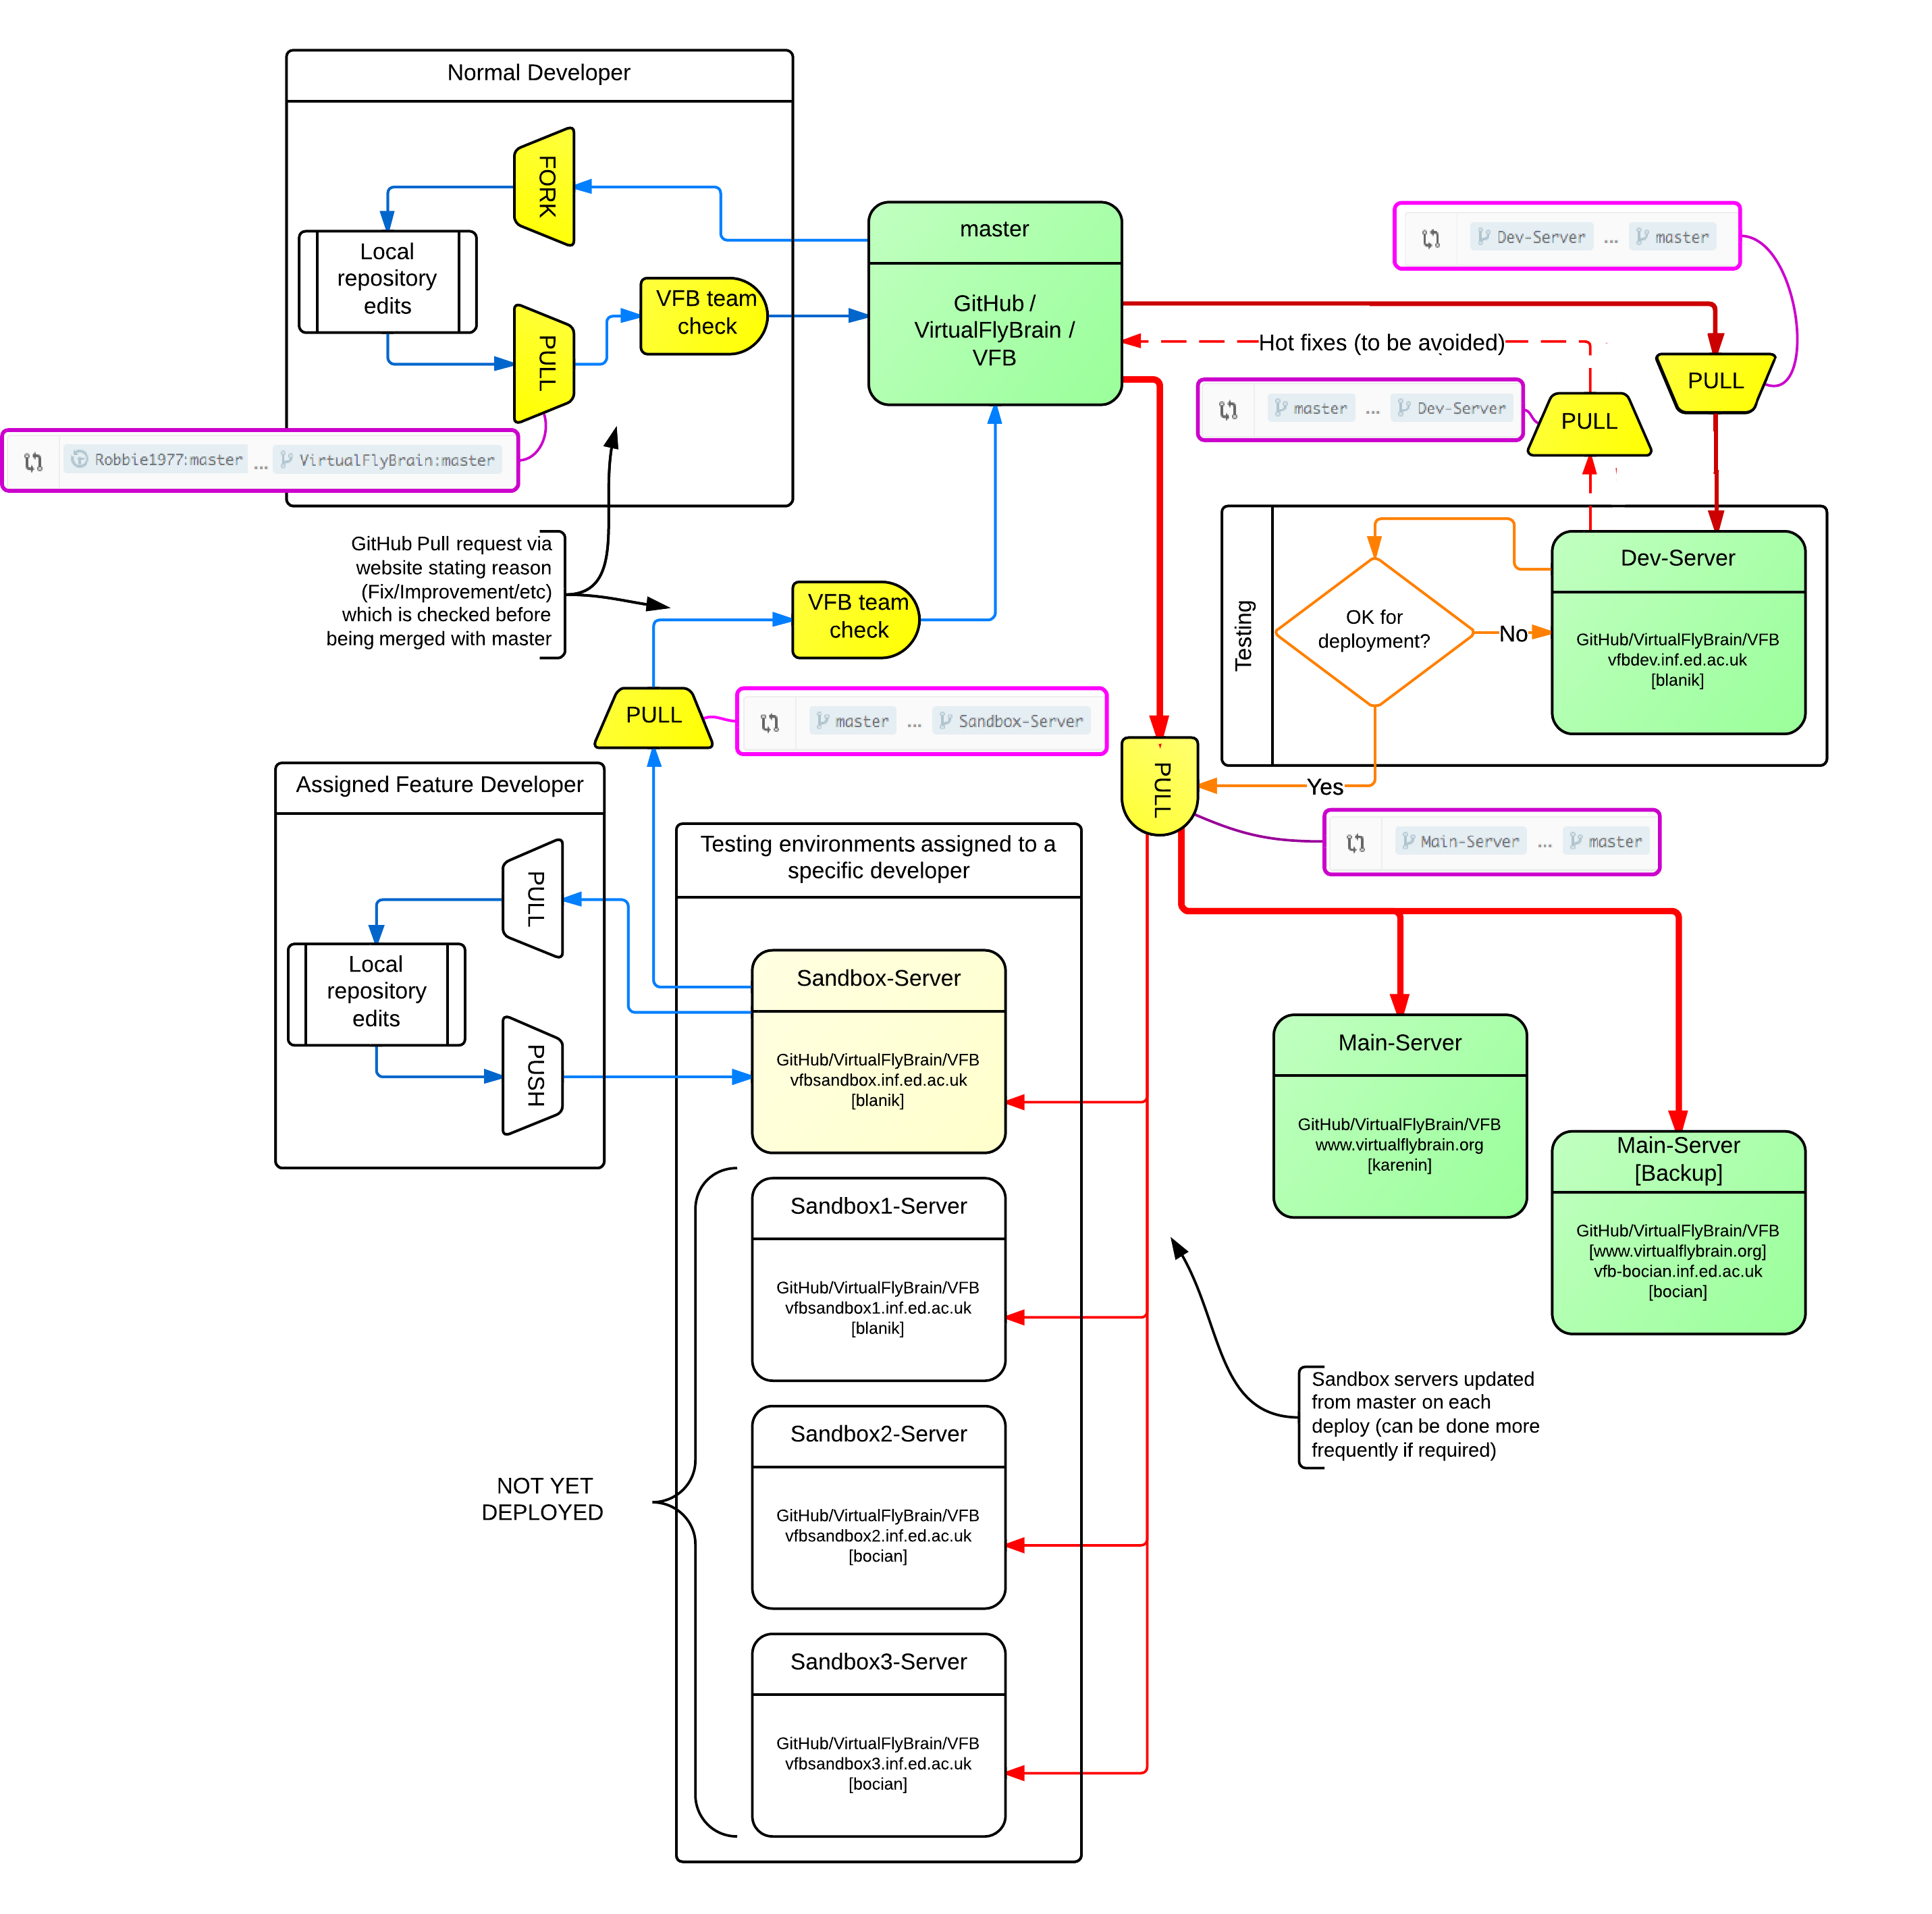 Normal Developer
FORK
Local
repository
edits
PULL
VFB team
check
Robbie1977:master ... VirtualFlyBrain:master
master
GitHub /
VirtualFlyBrain /
VFB
Dev-Server ... master
PULL
Hot fixes (to be avoided)
master ... Dev-Server
PULL
GitHub Pull request via
website stating reason
(Fix/Improvement/etc)
which is checked before
being merged with master
VFB team
check
PULL
master ... Sandbox-Server
Testing
OK for
deployment?
No
Yes
Dev-Server
GitHub/VirtualFlyBrain/VFB
vfbdev.inf.ed.ac.uk
[blanik]
PULL
Main-Server ... master
Assigned Feature Developer
PULL
Local
repository
edits
PUSH
Testing environments assigned to a
specific developer
Sandbox-Server
GitHub/VirtualFlyBrain/VFB
vfbsandbox.inf.ed.ac.uk
[blanik]
Main-Server
GitHub/VirtualFlyBrain/VFB
www.virtualflybrain.org
[karenin]
Main-Server
[Backup]
GitHub/VirtualFlyBrain/VFB
[www.virtualflybrain.org]
vfb-bocian.inf.ed.ac.uk
[bocian]
Sandbox1-Server
GitHub/VirtualFlyBrain/VFB
vfbsandbox1.inf.ed.ac.uk
[blanik]
Sandbox servers updated
from master on each
deploy (can be done more
frequently if required)
NOT YET
DEPLOYED
Sandbox2-Server
GitHub/VirtualFlyBrain/VFB
vfbsandbox2.inf.ed.ac.uk
[bocian]
Sandbox3-Server
GitHub/VirtualFlyBrain/VFB
vfbsandbox3.inf.ed.ac.uk
[bocian]